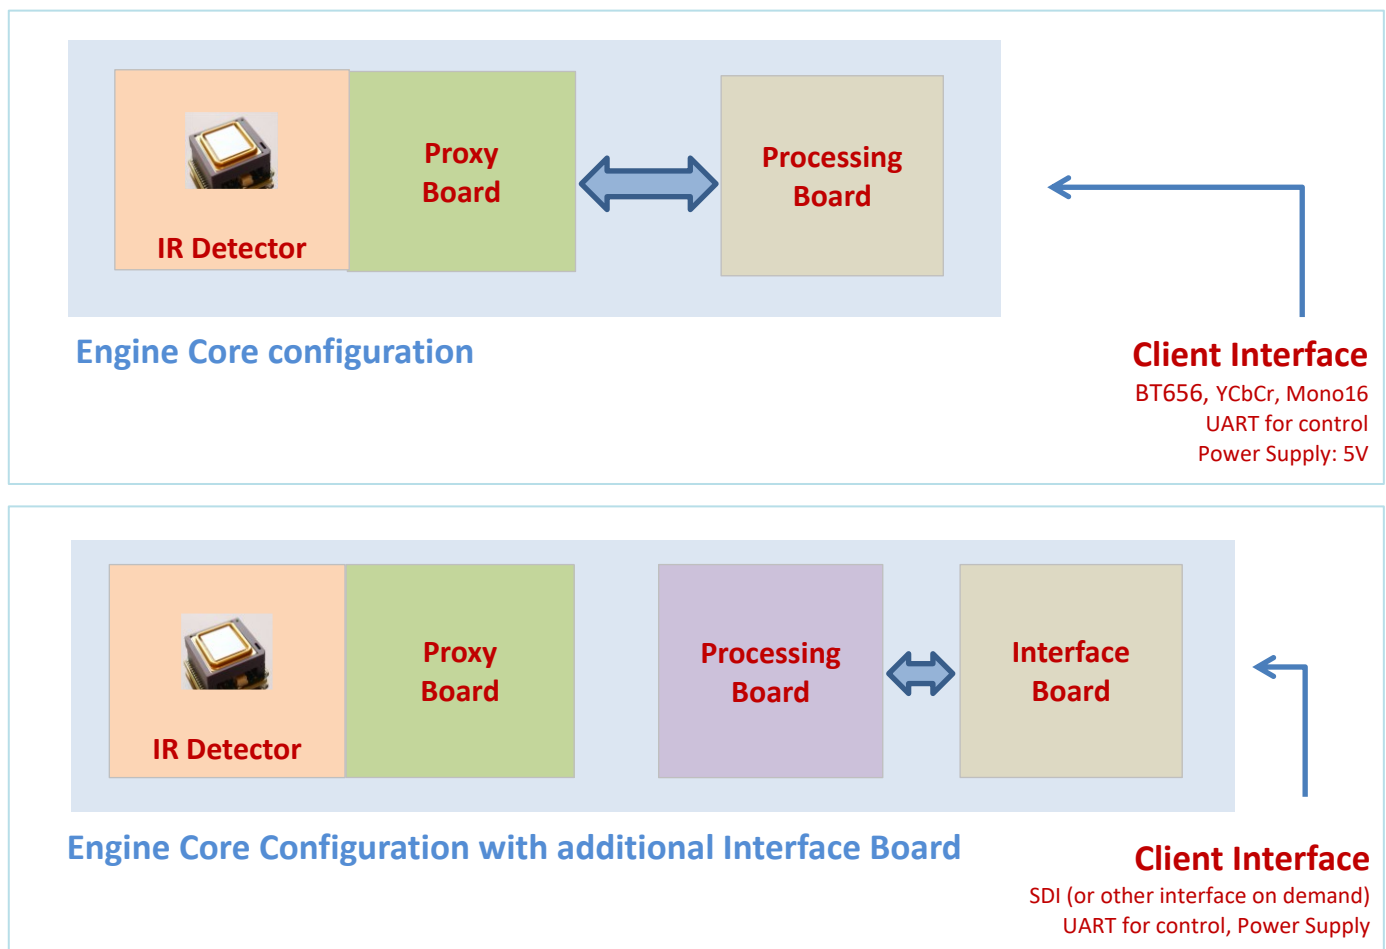 IR Detector
Proxy
Board
Processing
Board
Engine Core configuration
Client Interface
BT656, YCbCr, Mono16
UART for control
Power Supply: 5V
IR Detector
Proxy
Board
Processing
Board
Interface
Board
Engine Core Configuration with additional Interface Board
Client Interface
SDI (or other interface on demand)
UART for control, Power Supply